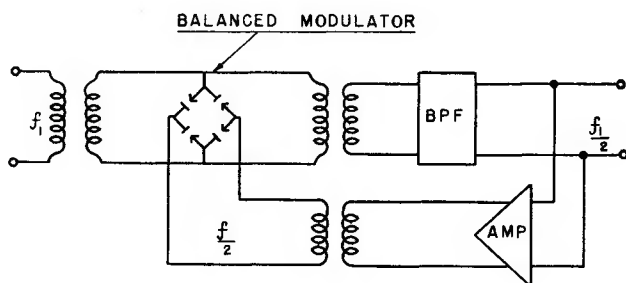 BALANCED MODULATOR
f₁
BPF
f₁/2
f/2
AMP